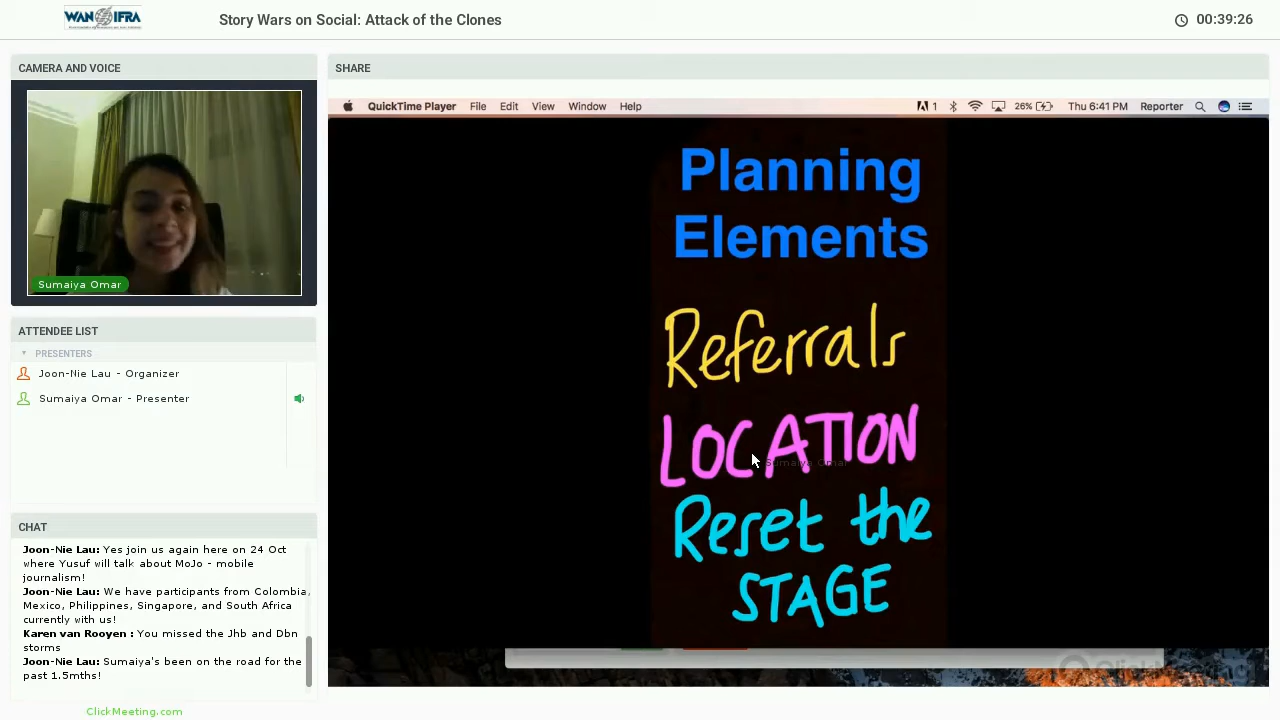 WAN IFRA
Story Wars on Social: Attack of the Clones
00:39:26
CAMERA AND VOICE
Sumaiya Omar
ATTENDEE LIST
PRESENTERS
Joon-Nie Lau - Organizer
Sumaiya Omar - Presenter
CHAT
Joon-Nie Lau: Yes join us again here on 24 Oct
where Yusuf will talk about MoJo - mobile
journalism!
Joon-Nie Lau: We have participants from Colombia,
Mexico, Philippines, Singapore, and South Africa
currently with us!
Karen van Rooyen : You missed the Jhb and Dbn
storms
Joon-Nie Lau: Sumaiya's been on the road for the
past 1.5mths!
ClickMeeting.com
SHARE
QuickTime Player File Edit View Window Help 1 26% Thu 6:41 PM Reporter
Planning
Elements
Referrals
LOCATION
Sumaiya Omar
Reset the
STAGE
ClickMeeting